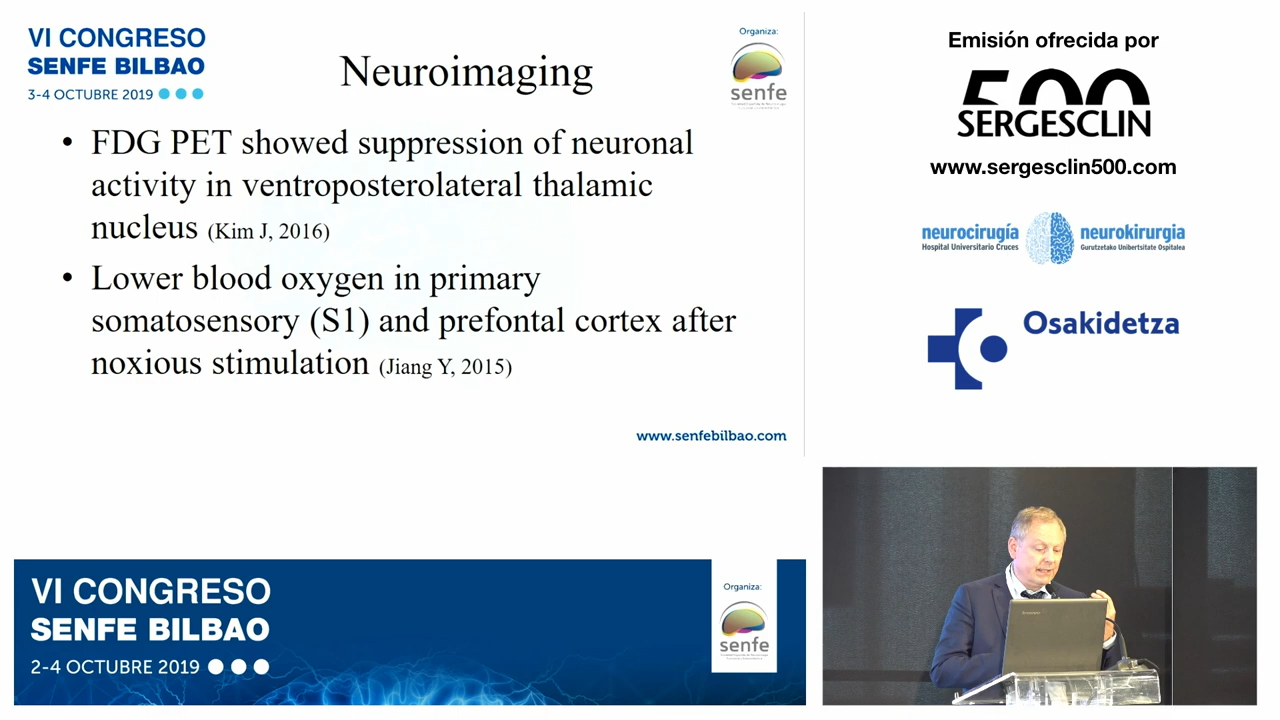 VI CONGRESO
SENFE BILBAO
3-4 OCTUBRE 2019
Neuroimaging
Organiza:
senfe
• FDG PET showed suppression of neuronal
activity in ventroposterolateral thalamic
nucleus (Kim J, 2016)
• Lower blood oxygen in primary
somatosensory (S1) and prefontal cortex after
noxious stimulation (Jiang Y, 2015)
www.senfebilbao.com
Emisión ofrecida por
500
SERGESCLIN
www.sergesclin500.com
neurocirugía
Hospital Universitario Cruces
neurokirurgia
Gurutzetako Unibertsitate Ospitalea
Osakidetza
VI CONGRESO
SENFE BILBAO
2-4 OCTUBRE 2019
Organiza:
senfe